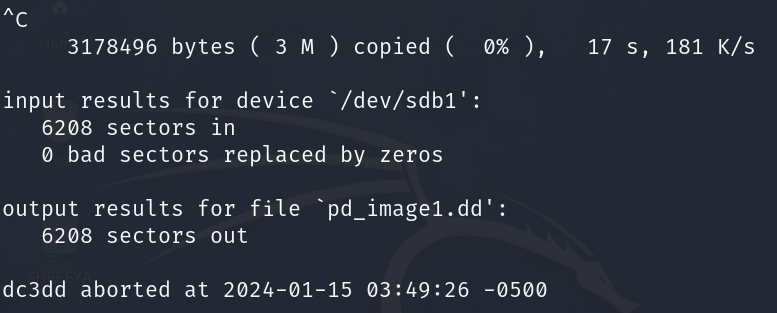 ^C
3178496 bytes ( 3 M ) copied (  0% ),   17 s, 181 K/s
input results for device `/dev/sdb1':
6208 sectors in
0 bad sectors replaced by zeros
output results for file `pd_image1.dd':
6208 sectors out
dc3dd aborted at 2024-01-15 03:49:26 -0500